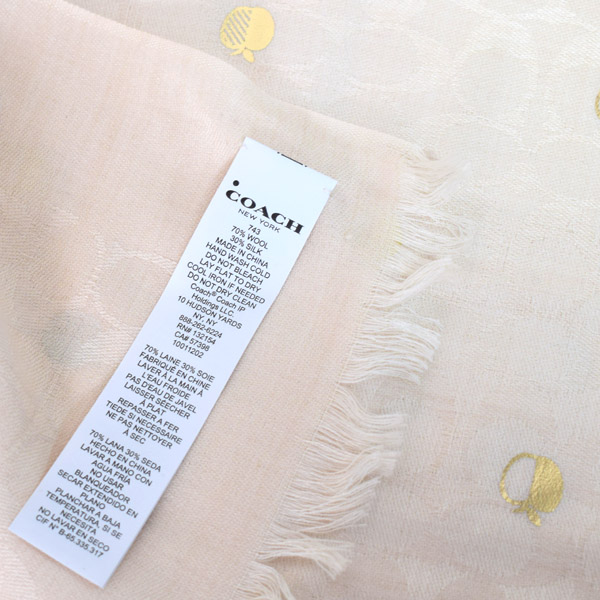 COACH
NEW YORK
743
70% WOOL
30% SILK
MADE IN CHINA
HAND WASH COLD
DO NOT BLEACH
LAY FLAT TO DRY
COOL IRON IF NEEDED
DO NOT DRY CLEAN
Coach® Coach IP
Holdings LLC.
10 HUDSON YARDS
NY, NY
888-262-6224
RN# 132154
CA# 57398
10011202
70% LAINE 30% SOIE
FABRIQUÉ EN CHINE
LAVER À LA MAIN À
L'EAU FROIDE
PAS D'EAU DE JAVEL
LAISSER SÉECHER
À PLAT
REPASSER A FER
TIEDE SI NECESSAIRE
NE PAS NETTOYER
À SEC
70% LANA 30% SEDA
HECHO EN CHINA
LAVAR A MANO CON
AGUA FRÍA
NO USAR
BLANQUEADOR
SECAR EXTENDIDO EN
PLANO
PLANCHAR A BAJA
TEMPERATURA, SI SE
NECESITA
NO LAVAR EN SECO
CIF N° B-65.335.317